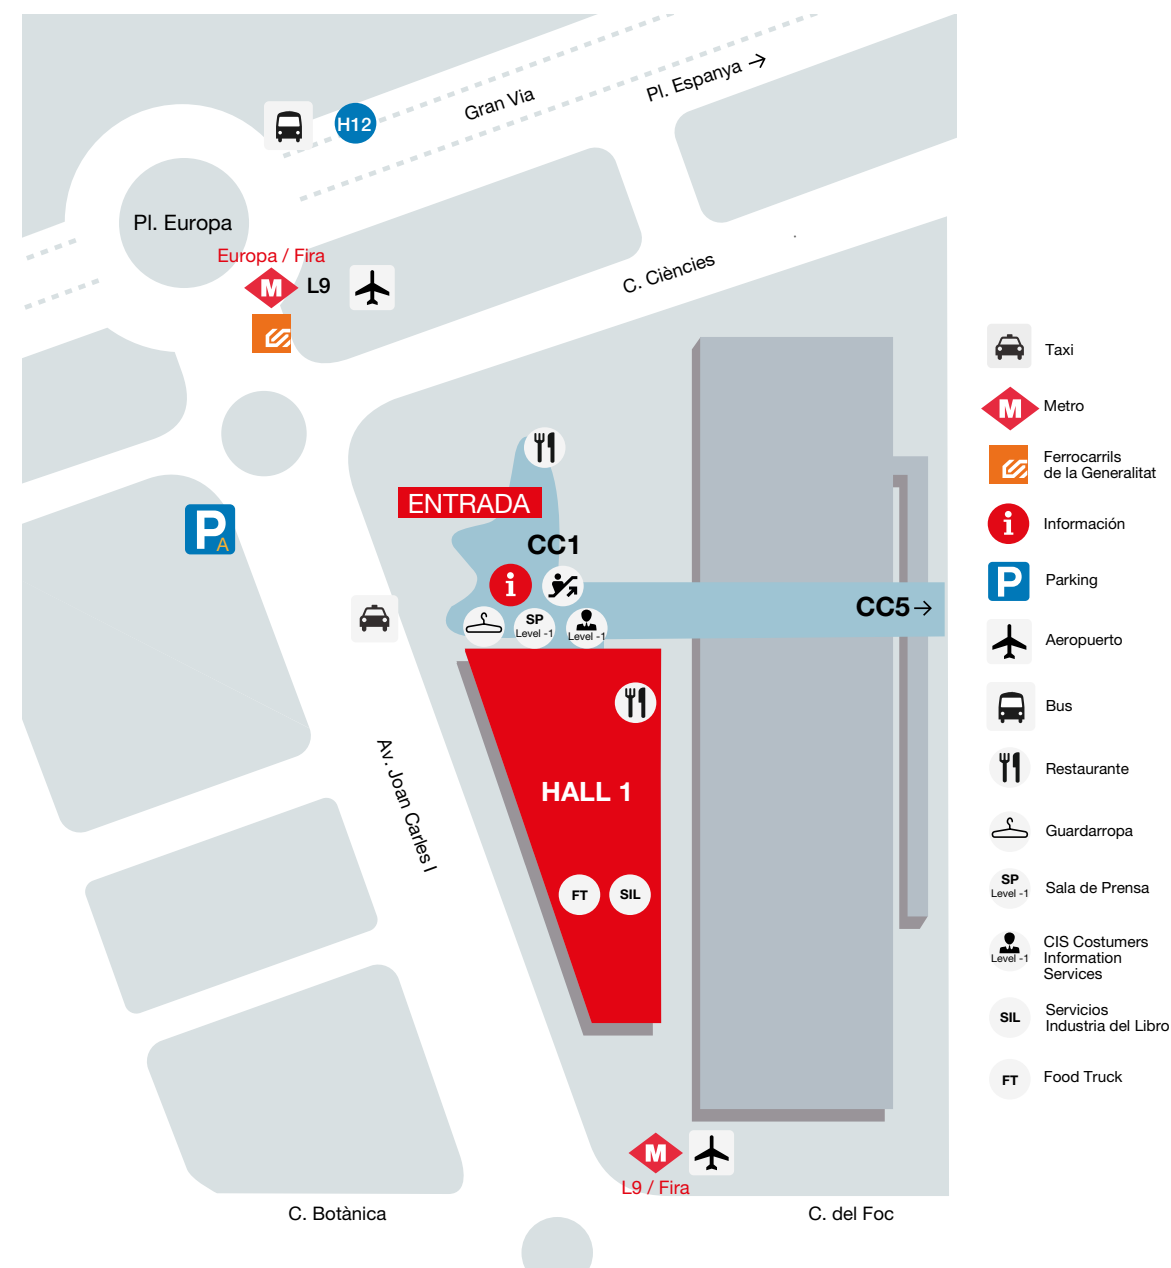 Gran Via
Pl. Espanya →
H12
Pl. Europa
Europa / Fira
M
L9
C. Ciències
ENTRADA
CC1
P
A
i
CC5→
SP
Level -1
Level -1
HALL 1
Av. Joan Carles I
FT
SIL
M
L9 / Fira
C. Botànica
C. del Foc
Taxi
M
Metro
Ferrocarrils
de la Generalitat
i
Información
P
Parking
Aeropuerto
Bus
Restaurante
Guardarropa
SP
Level -1
Sala de Prensa
Level -1
CIS Costumers
Information
Services
SIL
Servicios
Industria del Libro
FT
Food Truck